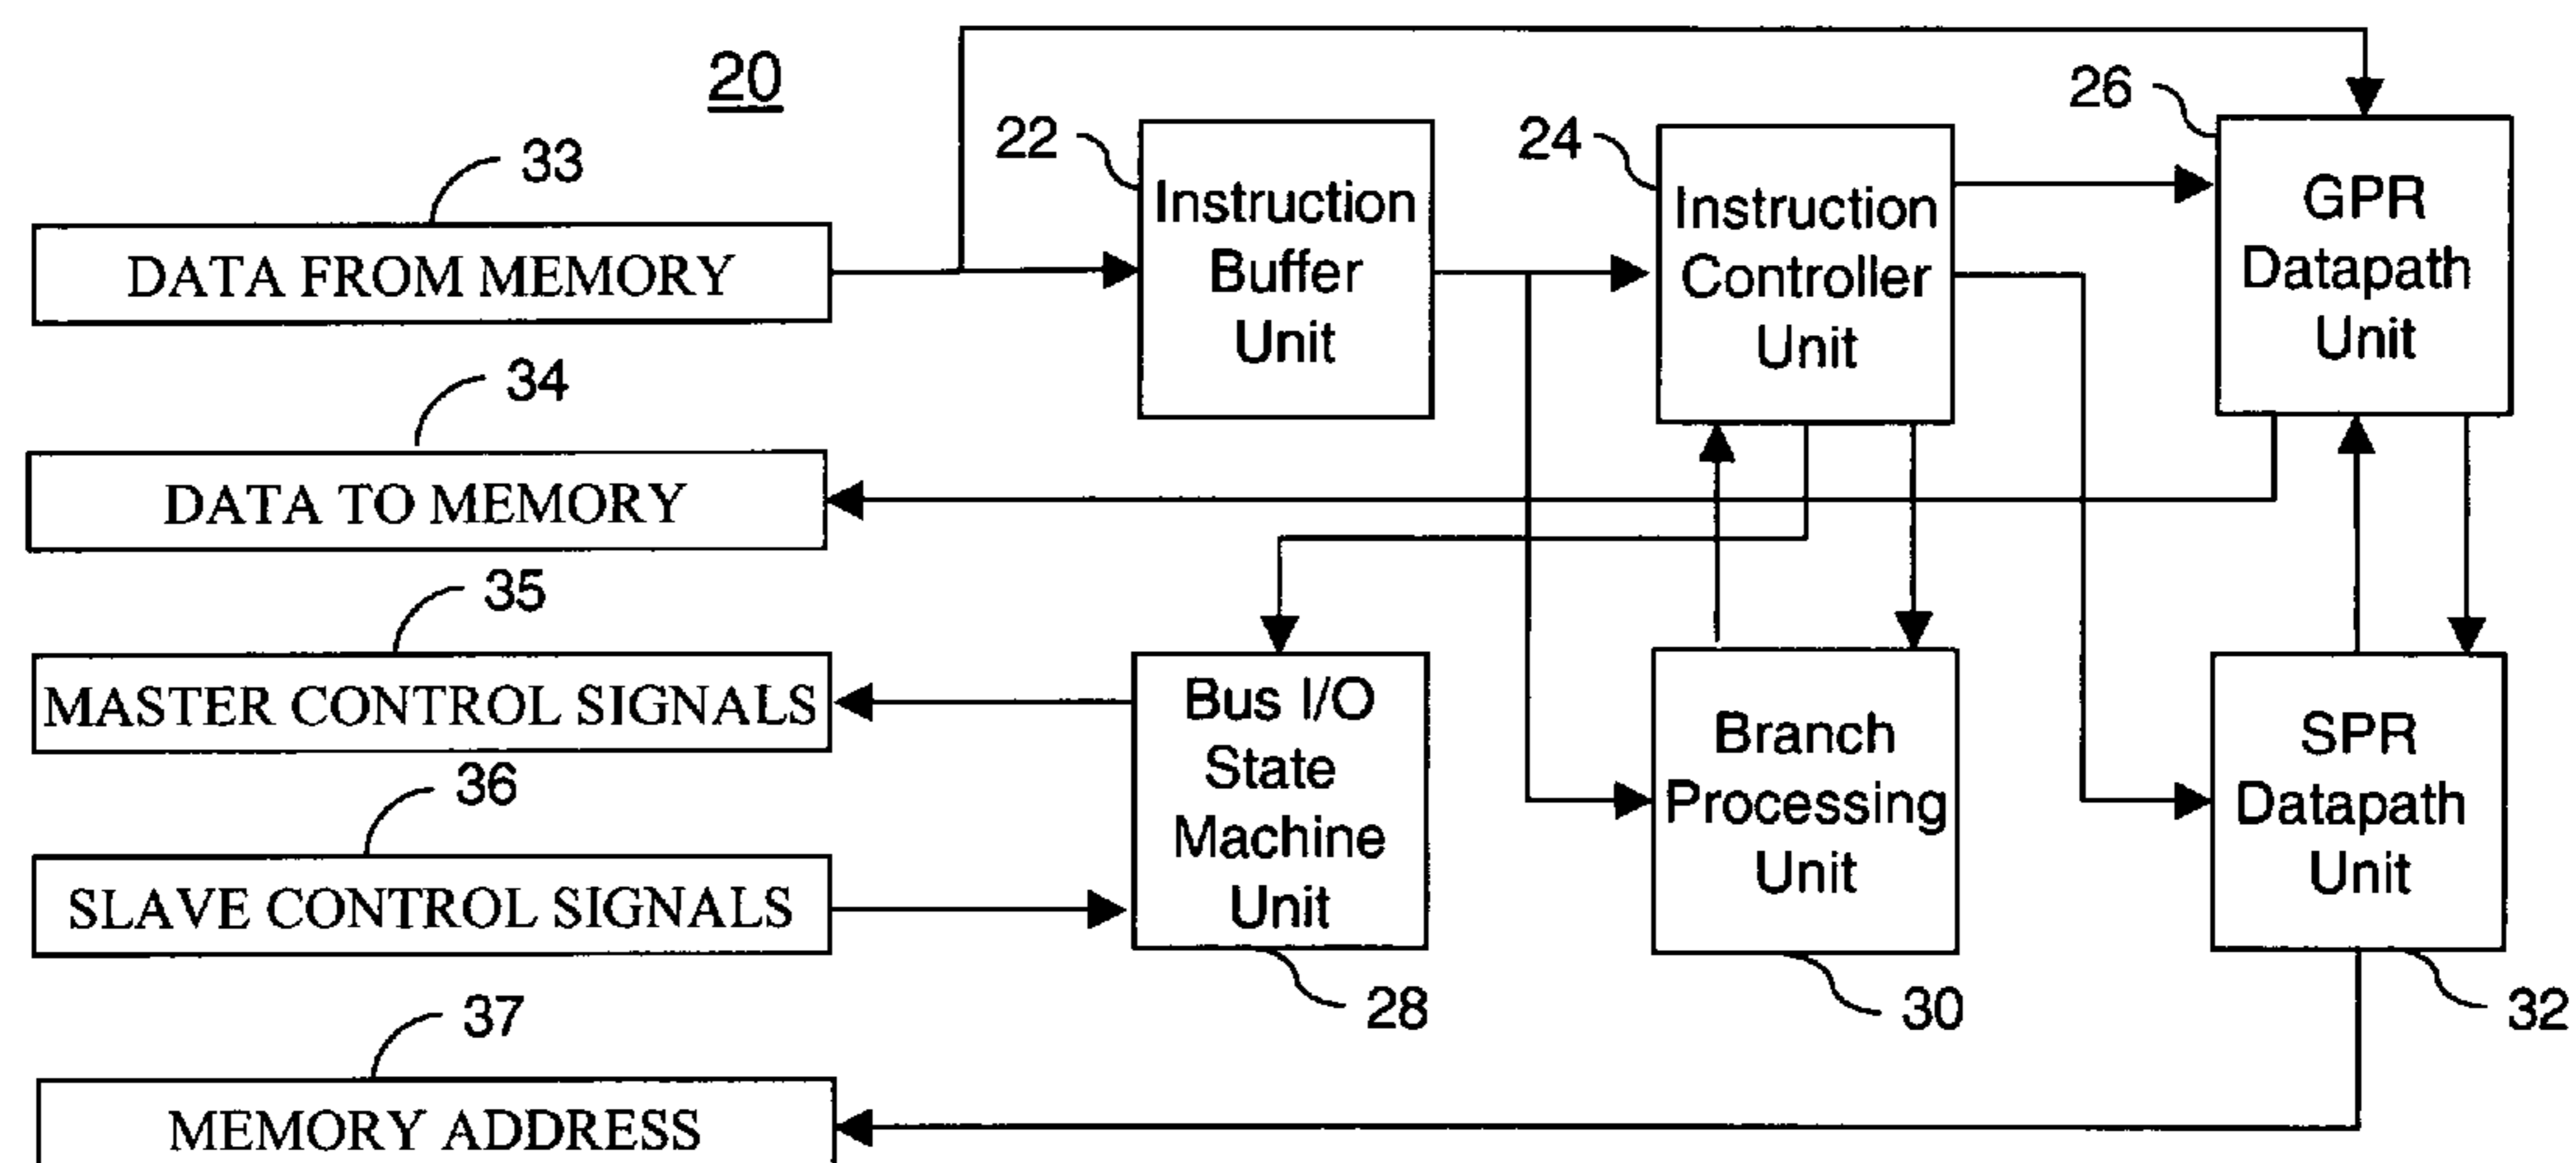 20
33
DATA FROM MEMORY
34
DATA TO MEMORY
35
MASTER CONTROL SIGNALS
36
SLAVE CONTROL SIGNALS
37
MEMORY ADDRESS
22
Instruction
Buffer
Unit
24
Instruction
Controller
Unit
26
GPR
Datapath
Unit
Bus I/O
State
Machine
Unit
28
Branch
Processing
Unit
30
SPR
Datapath
Unit
32